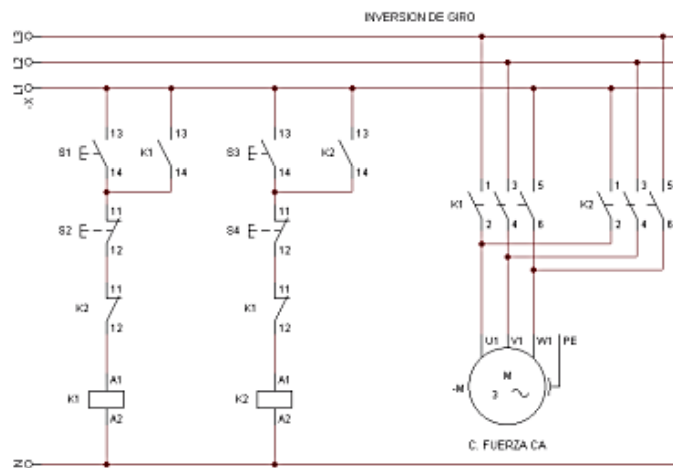 INVERSION DE GIRO
L3
L2
L1
-X
13 13 13 13
S1 K1 S3 K2
14 14 14 14
1 3 5 1 3 5
K1 K2
2 4 6 2 4 6
11 11
S2 S4
12 12
11 11
K2 K1
12 12
U1 V1 W1 PE
A1 A1
K1 K2
A2 A2
M
-M
3
C. FUERZA CA
N